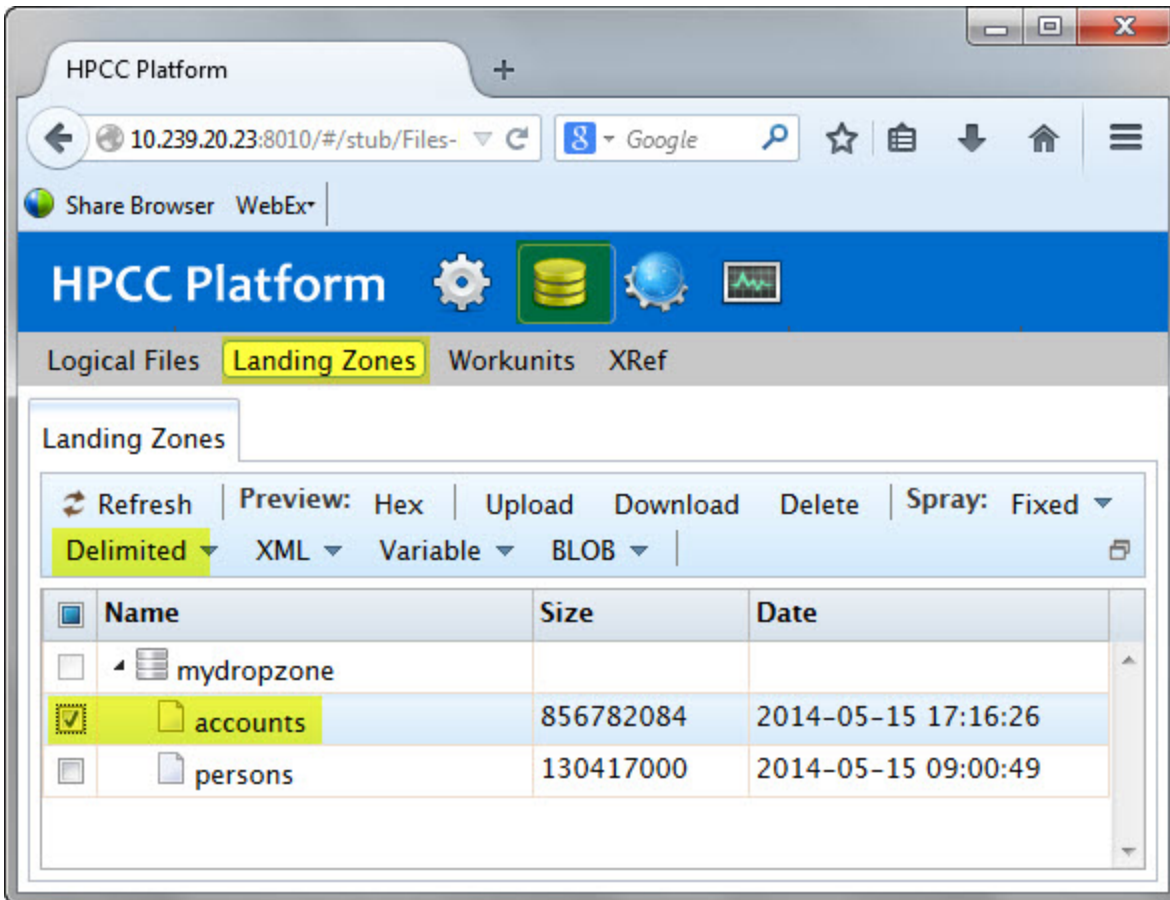 HPCC Platform
10.239.20.23:8010/#/stub/Files- 8 Google
Share Browser WebEx
HPCC Platform
Logical Files Landing Zones Workunits XRef
Landing Zones
Refresh Preview: Hex Upload Download Delete Spray: Fixed
Delimited XML Variable BLOB
Name Size Date
mydropzone
accounts 856782084 2014-05-15 17:16:26
persons 130417000 2014-05-15 09:00:49